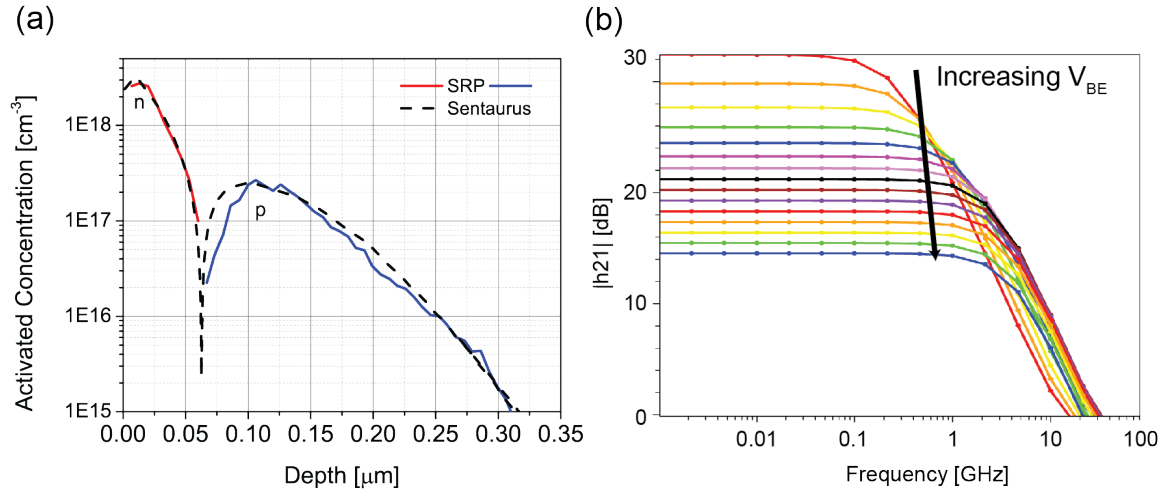 (a)
Activated Concentration [cm-3]
1E18
1E17
1E16
1E15
n
p
SRP
Sentaurus
0.00 0.05 0.10 0.15 0.20 0.25 0.30 0.35
Depth [μm]
(b)
|h21| [dB]
30
20
10
0
Increasing VBE
0.01 0.1 1 10 100
Frequency [GHz]